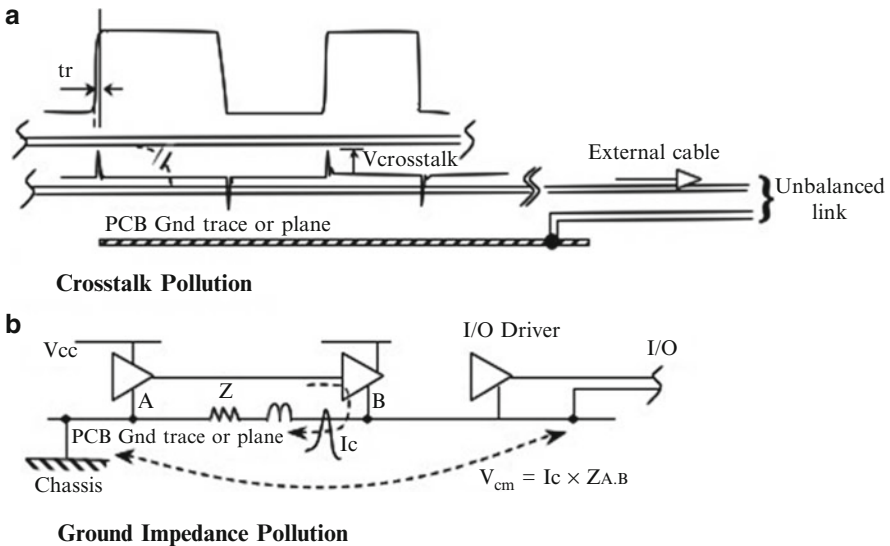 a
tr
Vcrosstalk
External cable
Unbalanced
link
PCB Gnd trace or plane
Crosstalk Pollution
b
I/O Driver
Vcc
I/O
Z
A
B
PCB Gnd trace or plane
Ic
Chassis
Vcm = Ic × ZA.B
Ground Impedance Pollution